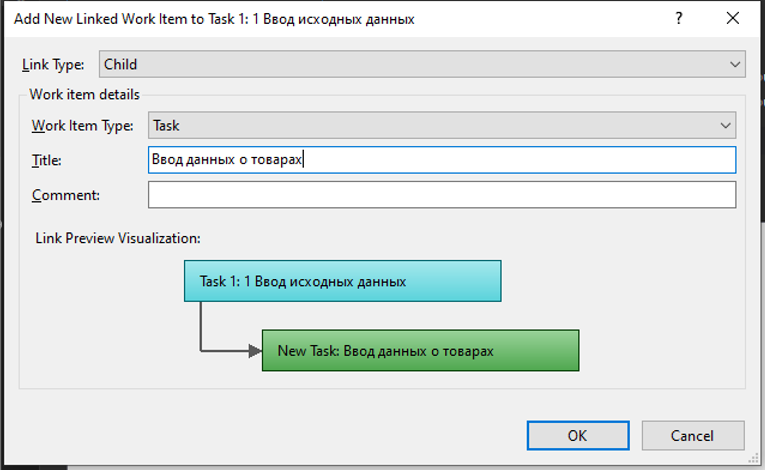 Add New Linked Work Item to Task 1: 1 Ввод исходных данных
?
Link Type: Child
Work item details
Work Item Type: Task
Title: Ввод данных о товарах
Comment:
Link Preview Visualization:
Task 1: 1 Ввод исходных данных
New Task: Ввод данных о товарах
OK Cancel